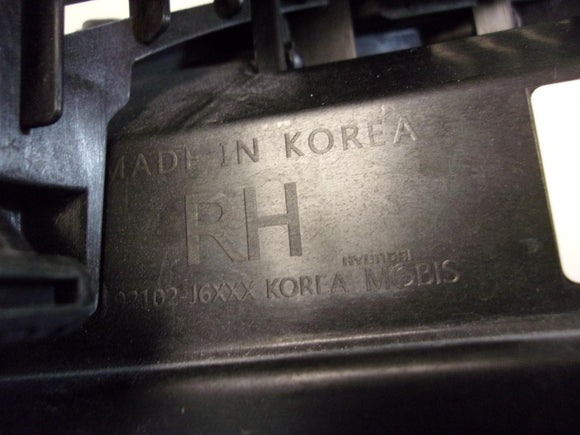 MADE IN KOREA
RH
HYUNDAI
92102-J6XXX KOREA MOBIS